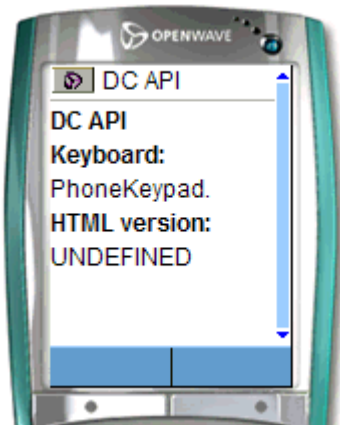 OPENWAVE
DC API
DC API
Keyboard:
PhoneKeypad.
HTML version:
UNDEFINED